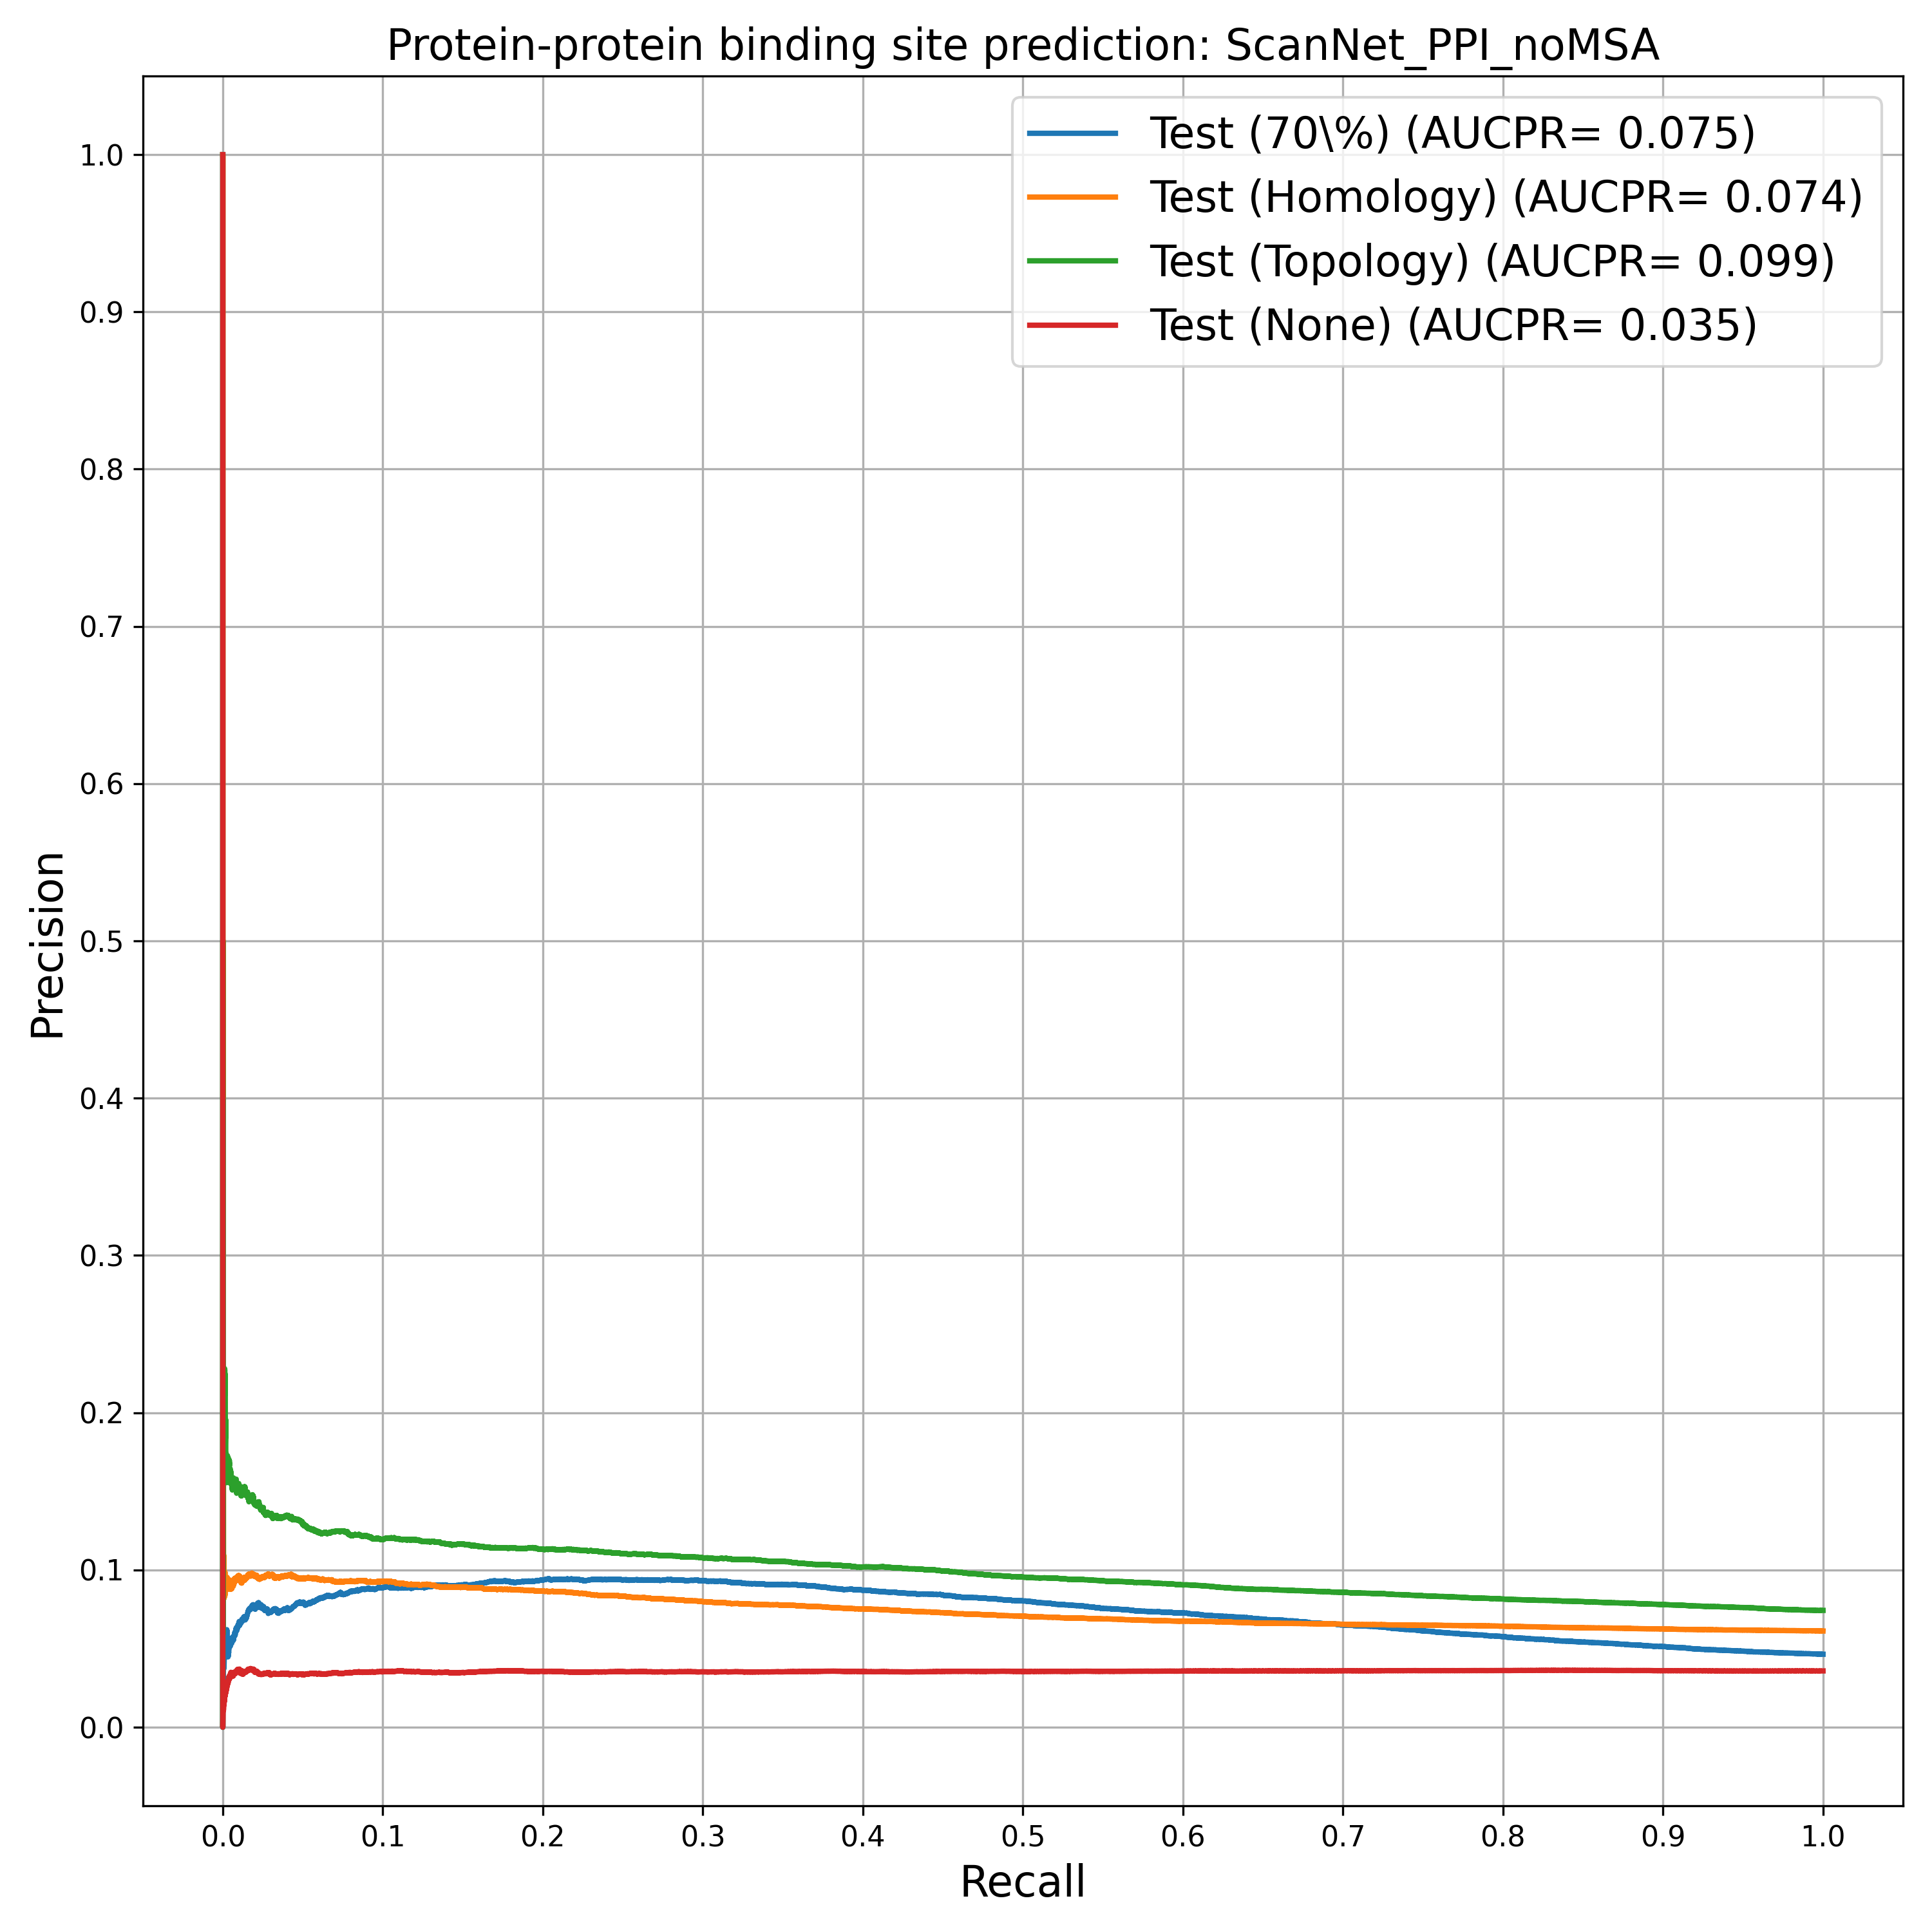 Protein-protein binding site prediction: ScanNet_PPI_noMSA
Test (70\%) (AUCPR= 0.075)
Test (Homology) (AUCPR= 0.074)
Test (Topology) (AUCPR= 0.099)
Test (None) (AUCPR= 0.035)
Precision
1.0
0.9
0.8
0.7
0.6
0.5
0.4
0.3
0.2
0.1
0.0
0.0 0.1 0.2 0.3 0.4 0.5 0.6 0.7 0.8 0.9 1.0
Recall